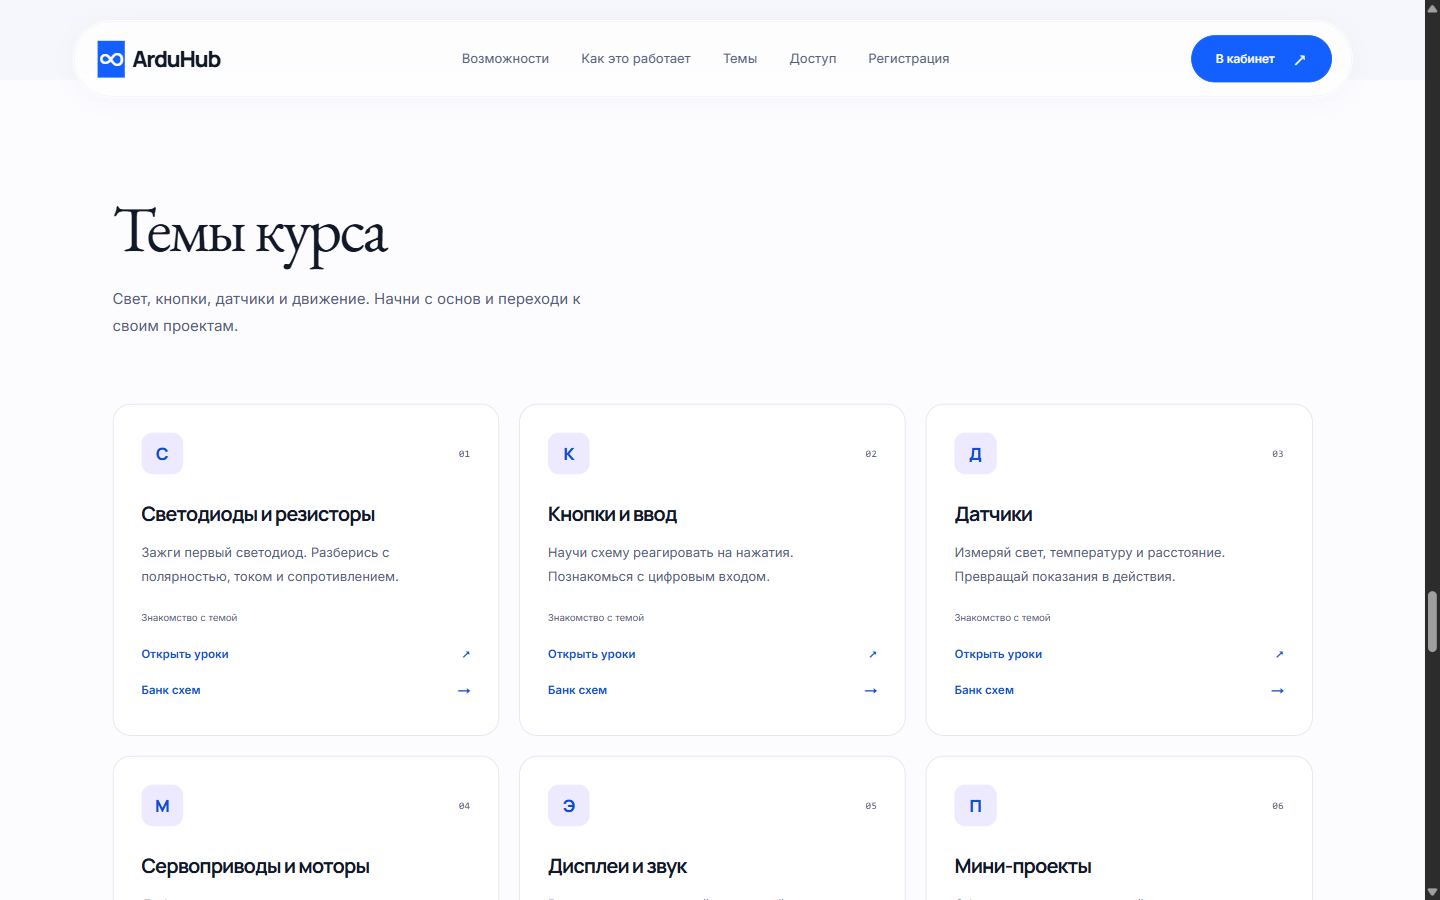 ArduHub
Возможности
Как это работает
Темы
Доступ
Регистрация
В кабинет ↗
Темы курса
Свет, кнопки, датчики и движение. Начни с основ и переходи к
своим проектам.
С
01
Светодиоды и резисторы
Зажги первый светодиод. Разберись с
полярностью, током и сопротивлением.
Знакомство с темой
Открыть уроки ↗
Банк схем →
К
02
Кнопки и ввод
Научи схему реагировать на нажатия.
Познакомься с цифровым входом.
Знакомство с темой
Открыть уроки ↗
Банк схем →
Д
03
Датчики
Измеряй свет, температуру и расстояние.
Превращай показания в действия.
Знакомство с темой
Открыть уроки ↗
Банк схем →
М
04
Сервоприводы и моторы
Э
05
Дисплеи и звук
П
06
Мини-проекты